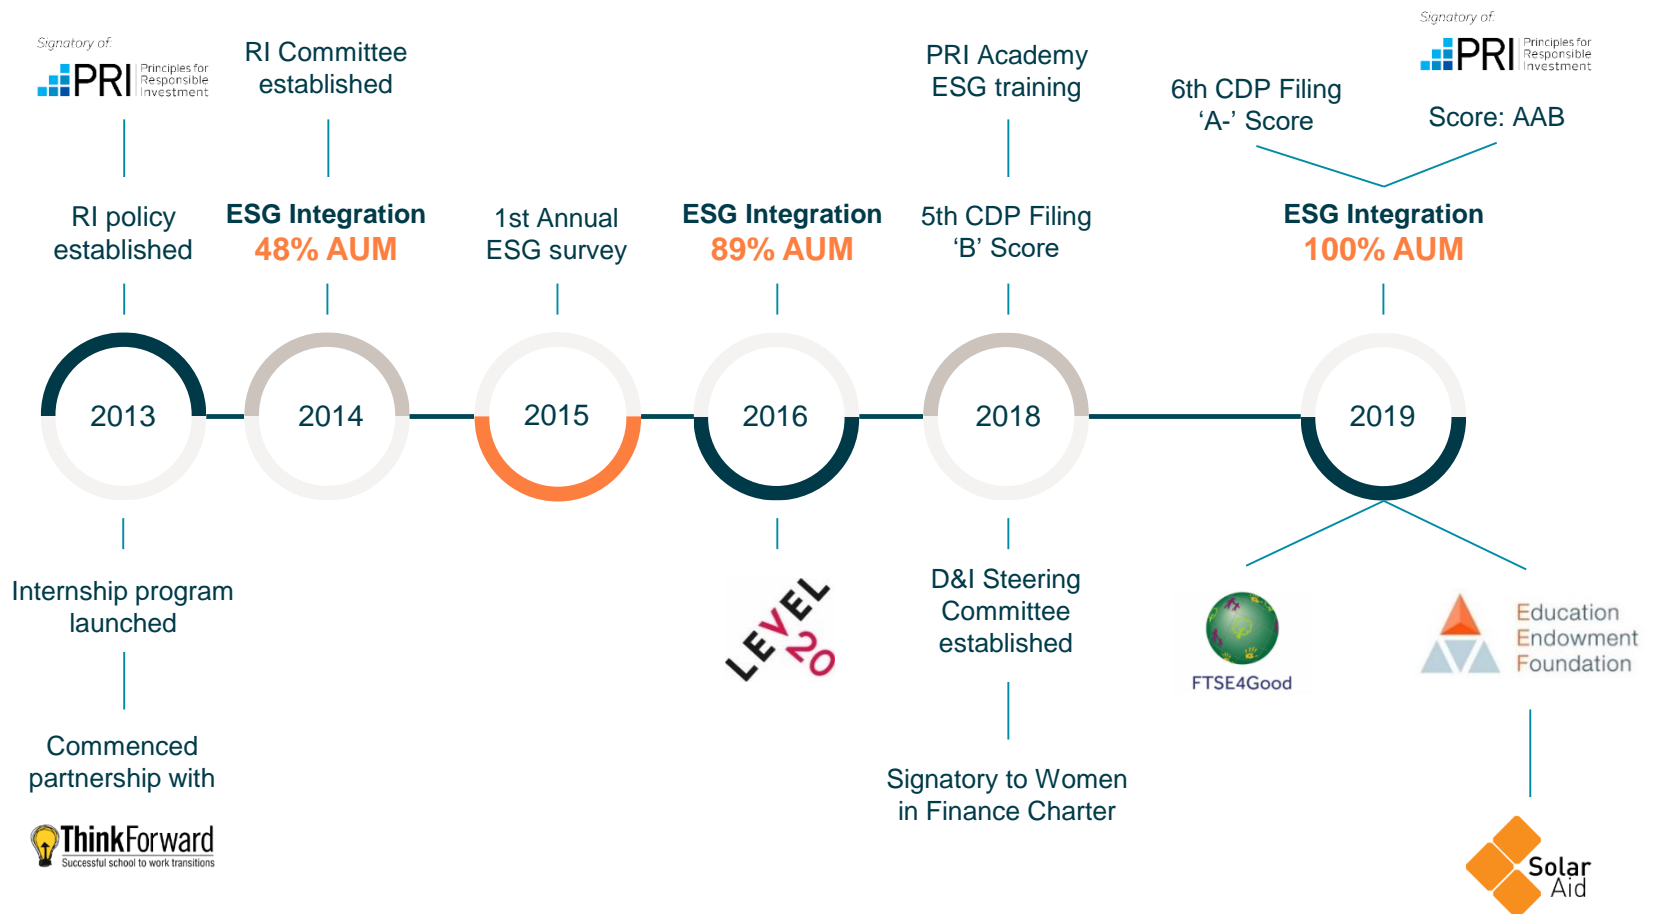 Signatory of:
PRI
Principles for
Responsible
Investment
RI policy
established
2013
Internship program
launched
Commenced
partnership with
ThinkForward
Successful school to work transitions
RI Committee
established
ESG Integration
48% AUM
2014
1st Annual
ESG survey
2015
ESG Integration
89% AUM
2016
LEVEL
20
PRI Academy
ESG training
5th CDP Filing
‘B’ Score
2018
D&I Steering
Committee
established
Signatory to Women
in Finance Charter
6th CDP Filing
‘A-’ Score
Signatory of:
PRI
Principles for
Responsible
Investment
Score: AAB
ESG Integration
100% AUM
2019
FTSE4Good
Education
Endowment
Foundation
Solar
Aid